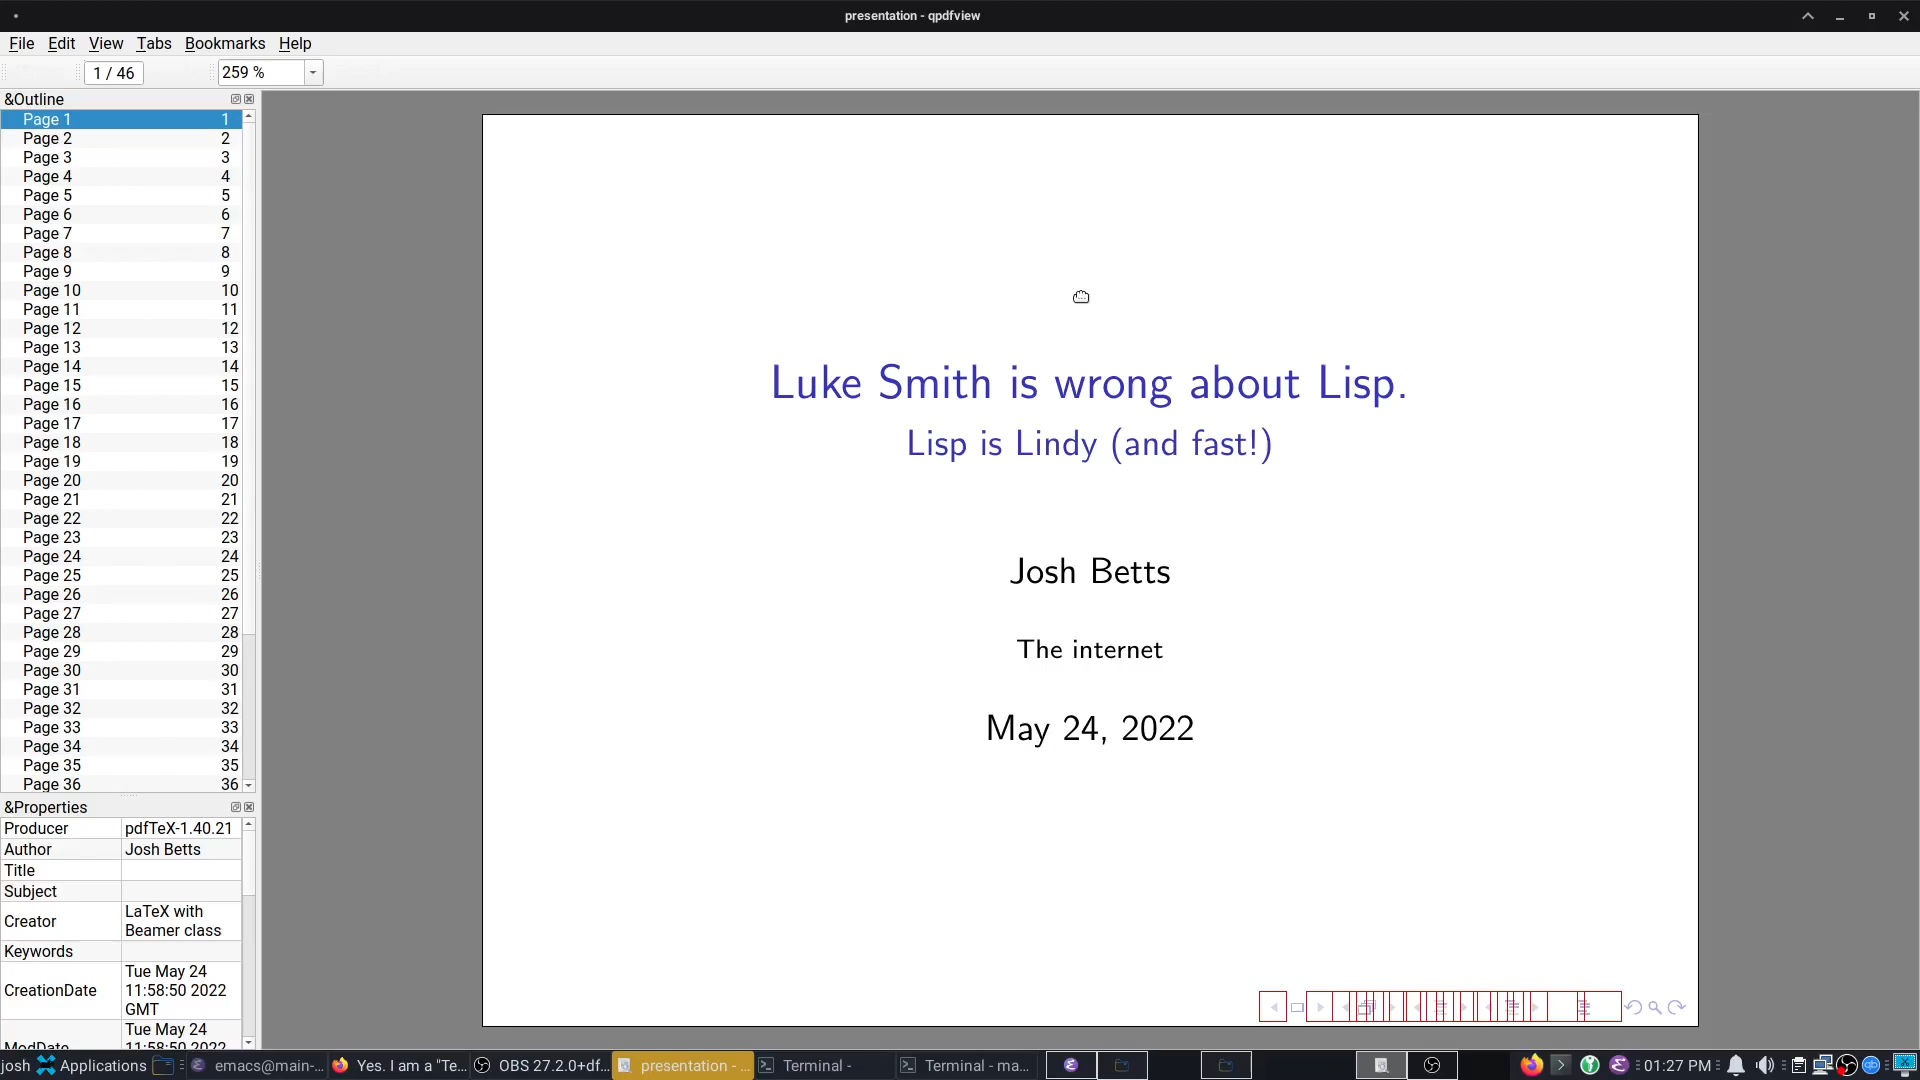 presentation - qpdfview
File Edit View Tabs Bookmarks Help
1 / 46 259 %
&Outline
Page 1 1
Page 2 2
Page 3 3
Page 4 4
Page 5 5
Page 6 6
Page 7 7
Page 8 8
Page 9 9
Page 10 10
Page 11 11
Page 12 12
Page 13 13
Page 14 14
Page 15 15
Page 16 16
Page 17 17
Page 18 18
Page 19 19
Page 20 20
Page 21 21
Page 22 22
Page 23 23
Page 24 24
Page 25 25
Page 26 26
Page 27 27
Page 28 28
Page 29 29
Page 30 30
Page 31 31
Page 32 32
Page 33 33
Page 34 34
Page 35 35
Page 36 36
&Properties
Producer pdfTeX-1.40.21
Author Josh Betts
Title
Subject
Creator LaTeX with
Beamer class
Keywords
CreationDate Tue May 24
11:58:50 2022
GMT
ModDate Tue May 24
11:58:50 2022
Luke Smith is wrong about Lisp.
Lisp is Lindy (and fast!)
Josh Betts
The internet
May 24, 2022
josh Applications emacs@main-... Yes. I am a "Te... OBS 27.2.0+df... presentation - ... Terminal - Terminal - ma... 01:27 PM